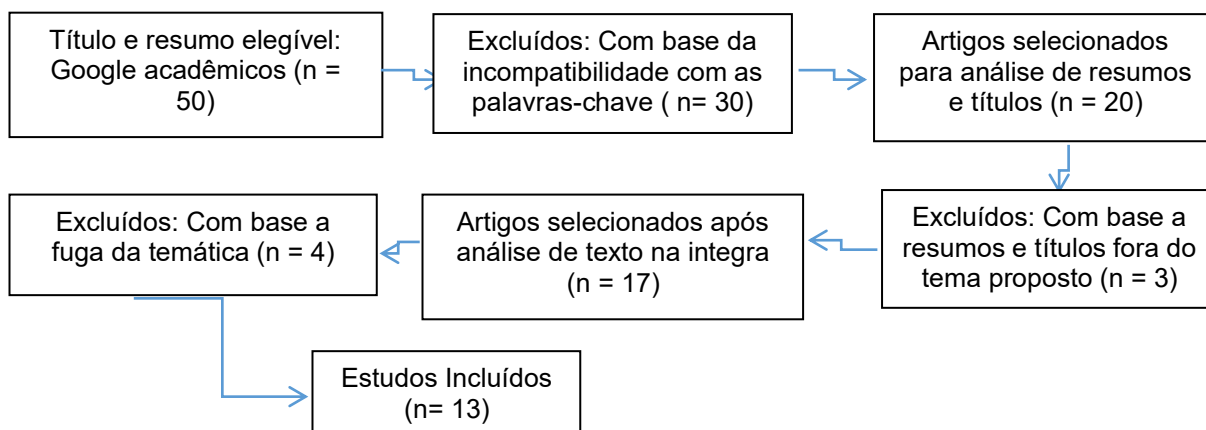 Título e resumo elegível:
Google acadêmicos (n =
50)
Excluídos: Com base da
incompatibilidade com as
palavras-chave ( n= 30)
Artigos selecionados
para análise de resumos
e títulos (n = 20)
Excluídos: Com base a
resumos e títulos fora do
tema proposto (n = 3)
Artigos selecionados após
análise de texto na integra
(n = 17)
Excluídos: Com base a
fuga da temática (n = 4)
Estudos Incluídos
(n= 13)